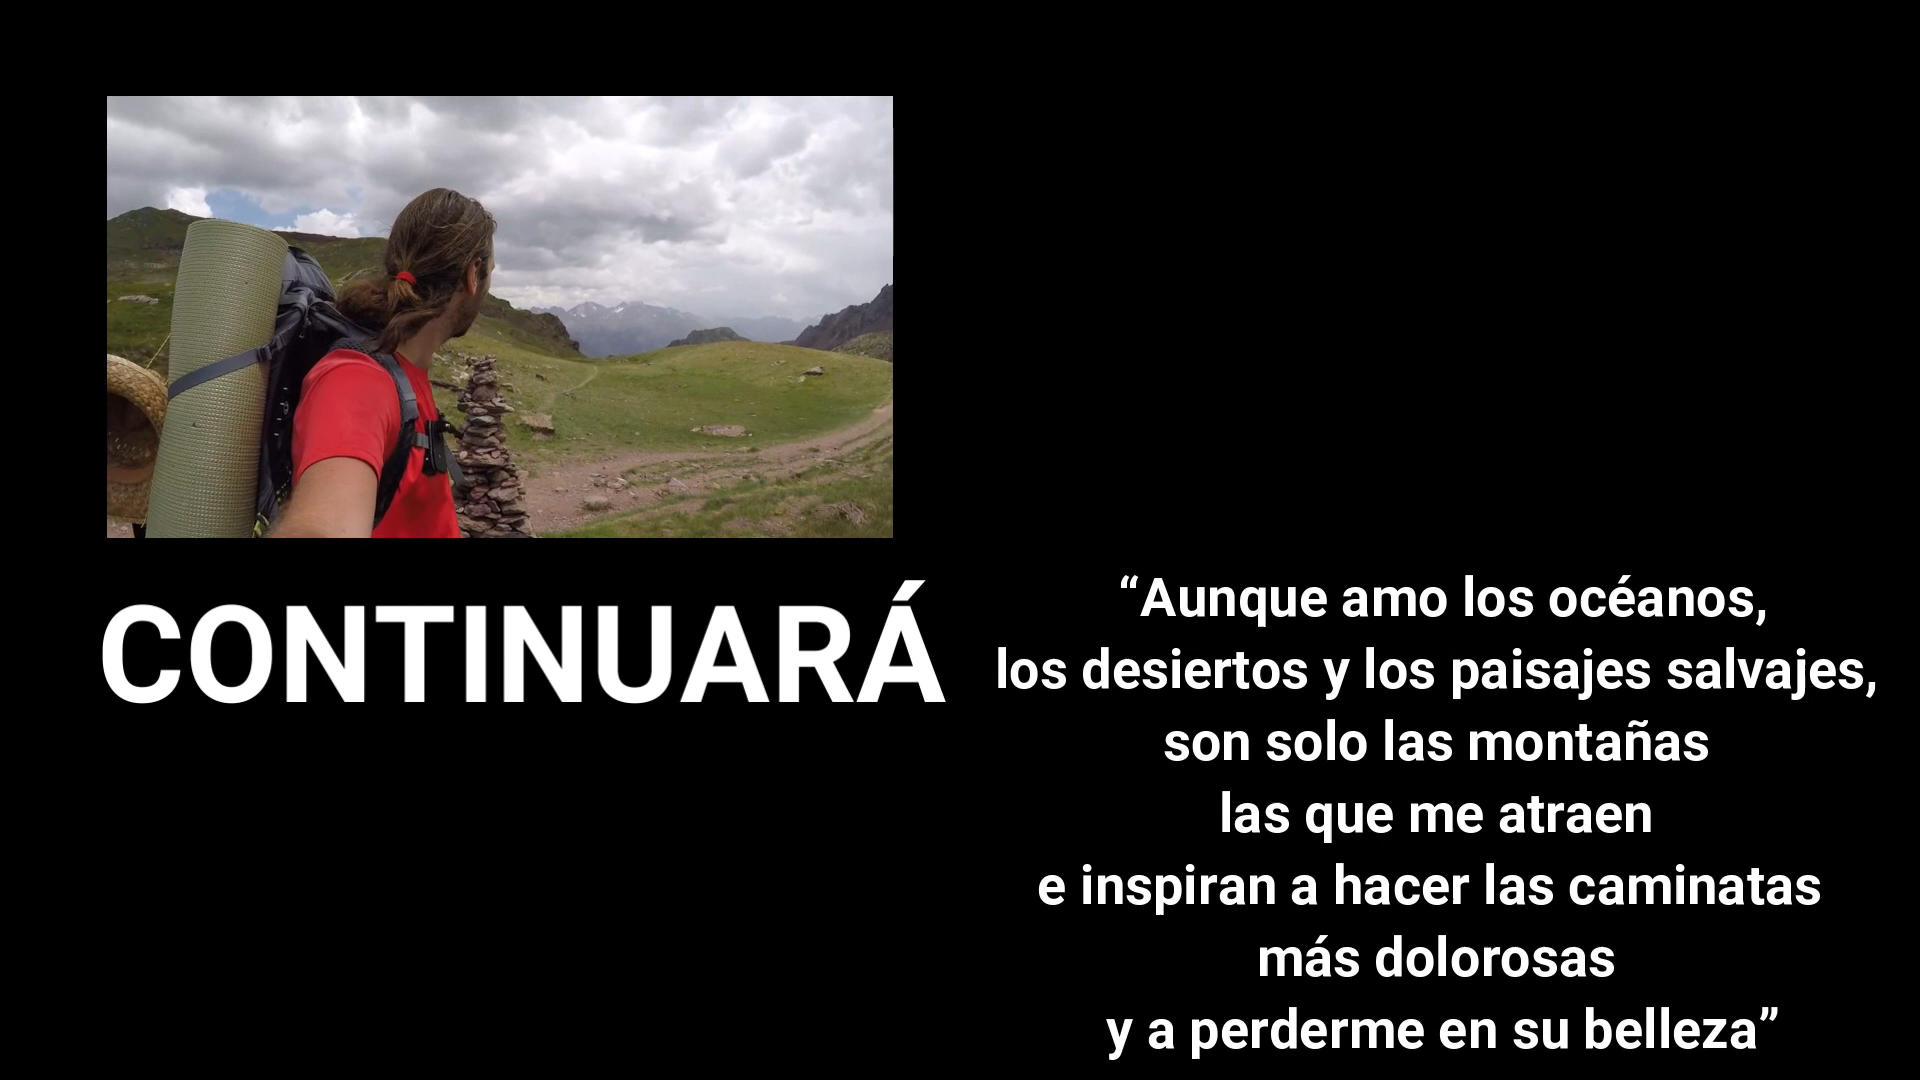 CONTINUARÁ
“Aunque amo los océanos,
los desiertos y los paisajes salvajes,
son solo las montañas
las que me atraen
e inspiran a hacer las caminatas
más dolorosas
y a perderme en su belleza”